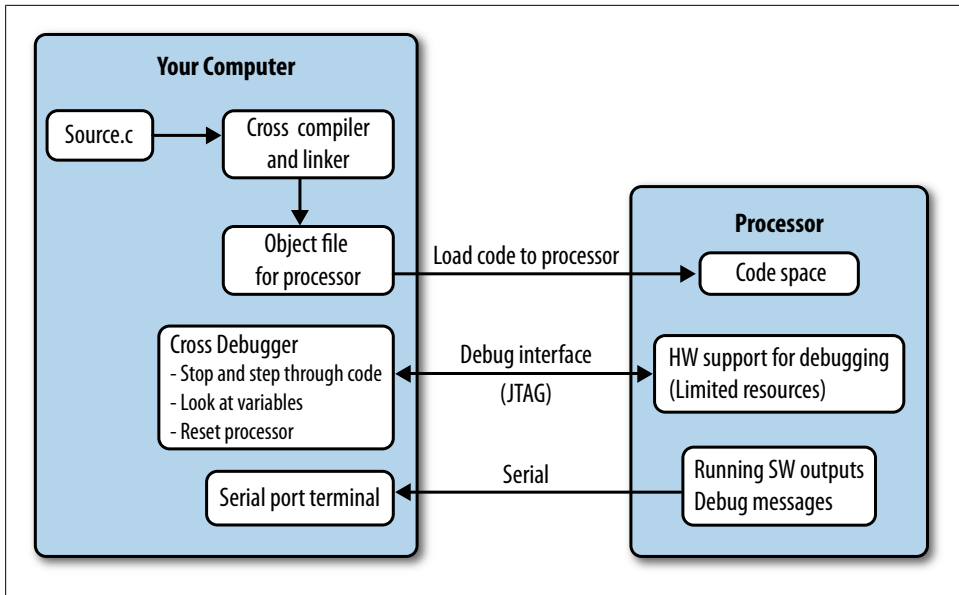 Your Computer
Source.c
Cross compiler
and linker
Object file
for processor
Cross Debugger
- Stop and step through code
- Look at variables
- Reset processor
Serial port terminal
Load code to processor
Debug interface
(JTAG)
Serial
Processor
Code space
HW support for debugging
(Limited resources)
Running SW outputs
Debug messages